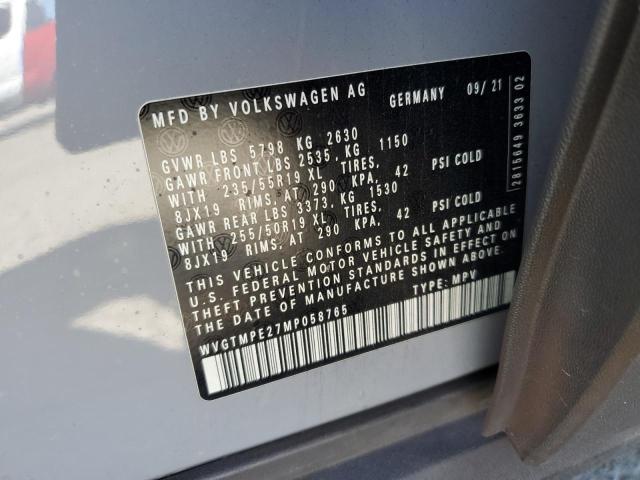 MFD BY VOLKSWAGEN AG GERMANY 09/21
GVWR LBS 5798 KG 2630
GAWR FRONT LBS 2535, KG 1150
WITH 235/55R19 XL TIRES,
8JX19 RIMS, AT 290 KPA, 42 PSI COLD
GAWR REAR LBS 3373, KG 1530
WITH 255/50R19 XL, TIRES,
8JX19 RIMS, AT 290 KPA, 42 PSI COLD
THIS VEHICLE CONFORMS TO ALL APPLICABLE
U.S. FEDERAL MOTOR VEHICLE SAFETY AND
THEFT PREVENTION STANDARDS IN EFFECT ON
THE DATE OF MANUFACTURE SHOWN ABOVE.
TYPE: MPV
WVGTMPE27MP058765
2815649 3633 02